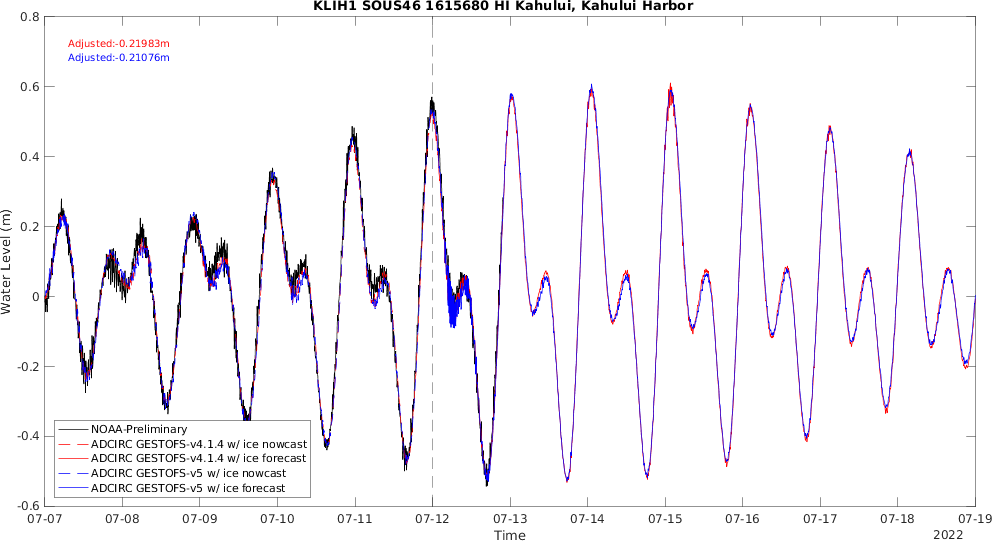 KLIH1 SOUS46 1615680 HI Kahului, Kahului Harbor
0.8
Adjusted:-0.21983m
Adjusted:-0.21076m
0.6
0.4
0.2
0
-0.2
-0.4
-0.6
Water Level (m)
NOAA-Preliminary
ADCIRC GESTOFS-v4.1.4 w/ ice nowcast
ADCIRC GESTOFS-v4.1.4 w/ ice forecast
ADCIRC GESTOFS-v5 w/ ice nowcast
ADCIRC GESTOFS-v5 w/ ice forecast
07-07 07-08 07-09 07-10 07-11 07-12 07-13 07-14 07-15 07-16 07-17 07-18 07-19
Time
2022